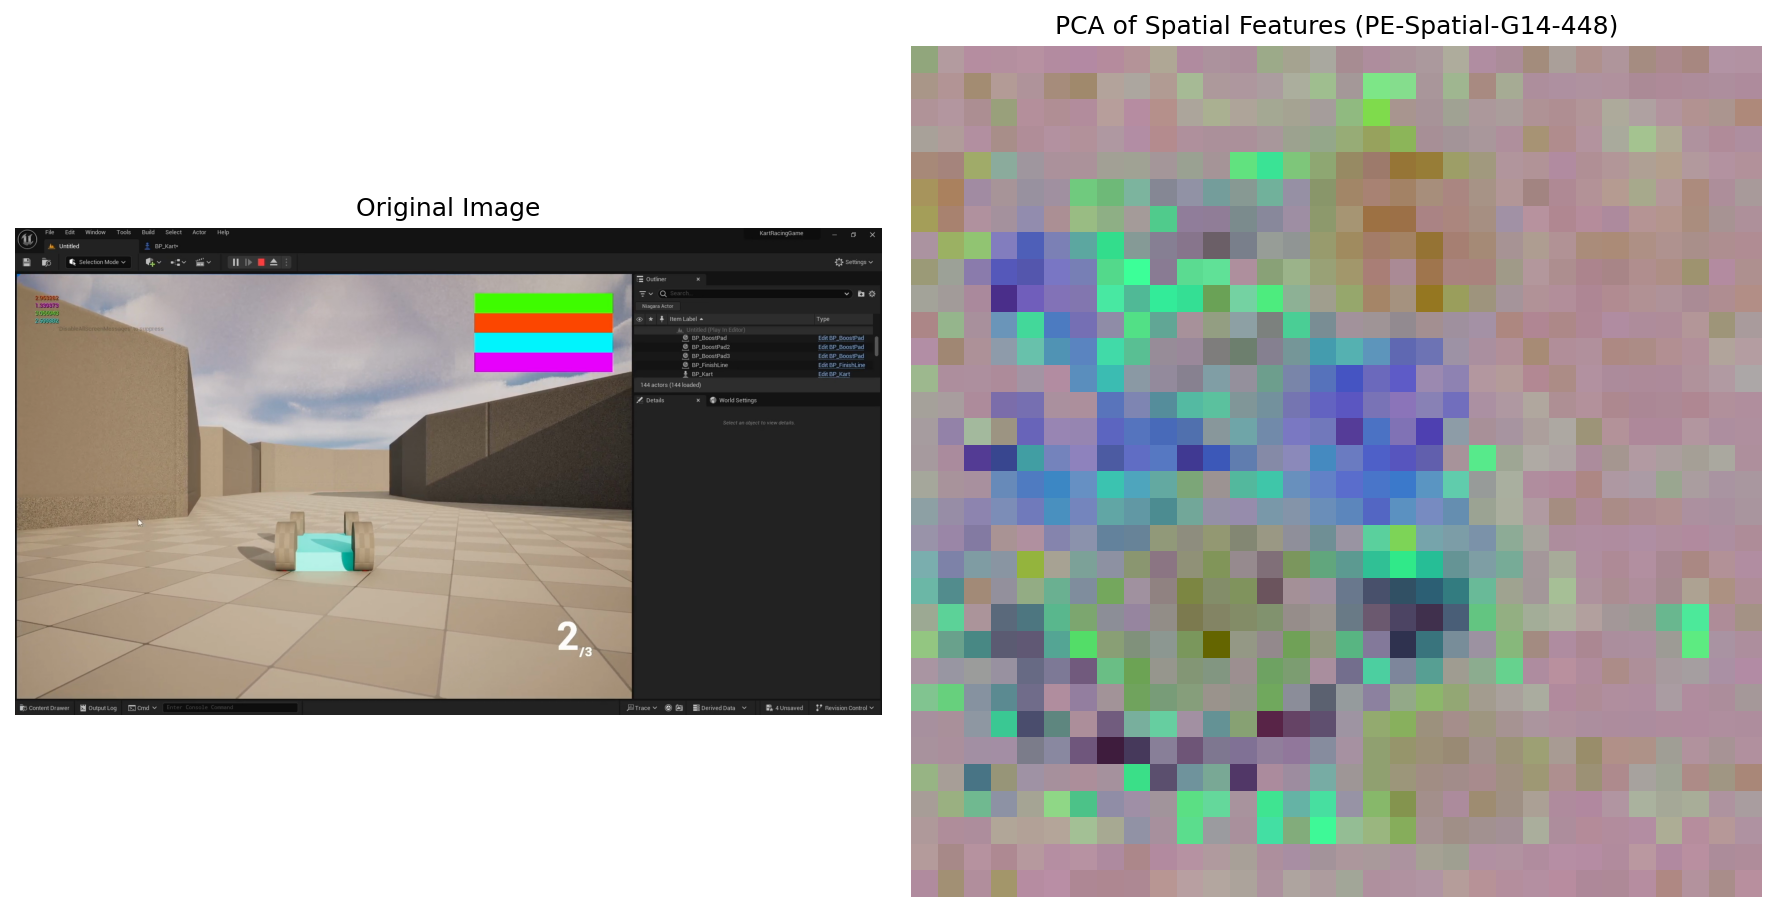 PCA of Spatial Features (PE-Spatial-G14-448)
Original Image
File Edit Window Tools Build Select Actor Help
KartRacingGame
Untitled
BP_Kart•
Selection Mode
Settings
Outliner
Search...
Niagara Actor
Item Label
Type
Untitled (Play In Editor)
BP_BoostPad Edit BP_BoostPad
BP_BoostPad2 Edit BP_BoostPad
BP_BoostPad3 Edit BP_BoostPad
BP_FinishLine Edit BP_FinishLine
BP_Kart Edit BP_Kart
144 actors (144 loaded)
Details
World Settings
Select an object to view details.
2/3
Content Drawer
Output Log
Cmd
Enter Console Command
Trace
Derived Data
4 Unsaved
Revision Control